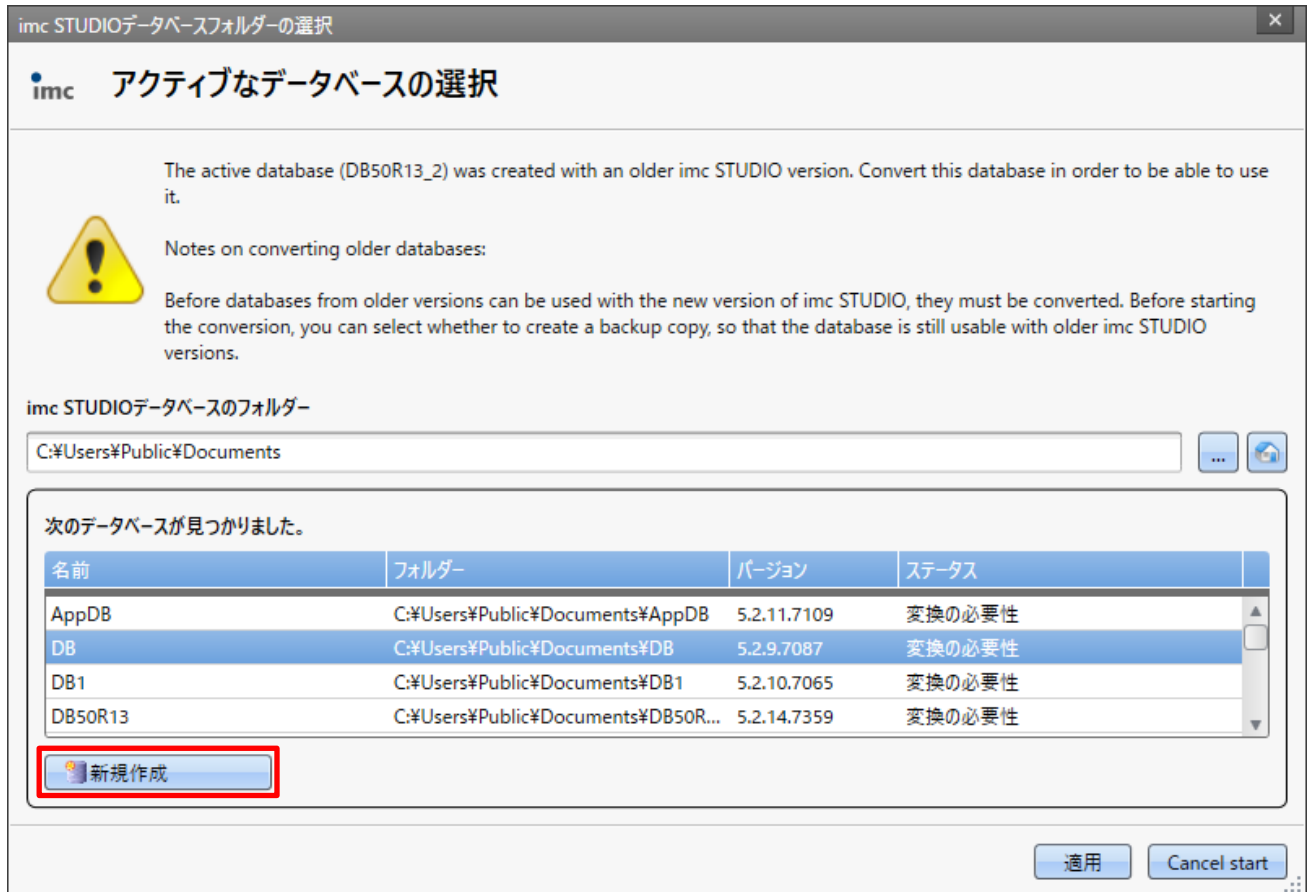 imc STUDIOデータベースフォルダーの選択
imc アクティブなデータベースの選択
The active database (DB50R13_2) was created with an older imc STUDIO version. Convert this database in order to be able to use
it.
Notes on converting older databases:
Before databases from older versions can be used with the new version of imc STUDIO, they must be converted. Before starting
the conversion, you can select whether to create a backup copy, so that the database is still usable with older imc STUDIO
versions.
imc STUDIOデータベースのフォルダー
C:¥Users¥Public¥Documents ...
次のデータベースが見つかりました。
名前 フォルダー バージョン ステータス
AppDB C:¥Users¥Public¥Documents¥AppDB 5.2.11.7109 変換の必要性
DB C:¥Users¥Public¥Documents¥DB 5.2.9.7087 変換の必要性
DB1 C:¥Users¥Public¥Documents¥DB1 5.2.10.7065 変換の必要性
DB50R13 C:¥Users¥Public¥Documents¥DB50R... 5.2.14.7359 変換の必要性
新規作成
適用 Cancel start